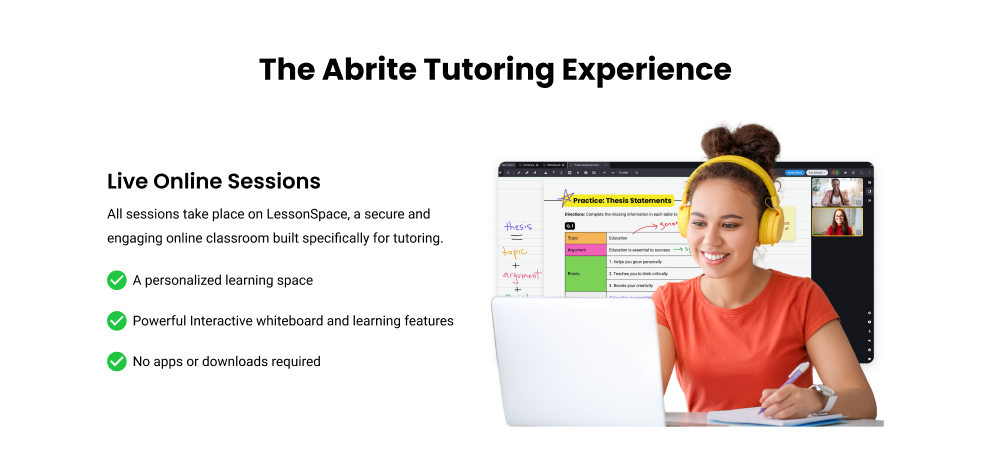 The Abrite Tutoring Experience
Live Online Sessions
All sessions take place on LessonSpace, a secure and
engaging online classroom built specifically for tutoring.
A personalized learning space
Powerful Interactive whiteboard and learning features
No apps or downloads required
Practice: Thesis Statements
Directions: Complete the missing information in each table to
Q.1
thesis
=
topic
+
argument
+
Topic
Education
Argument
Education is essential to success
Points
1. Helps you grow personally
2. Teaches you to think critically
3. Boosts your creativity